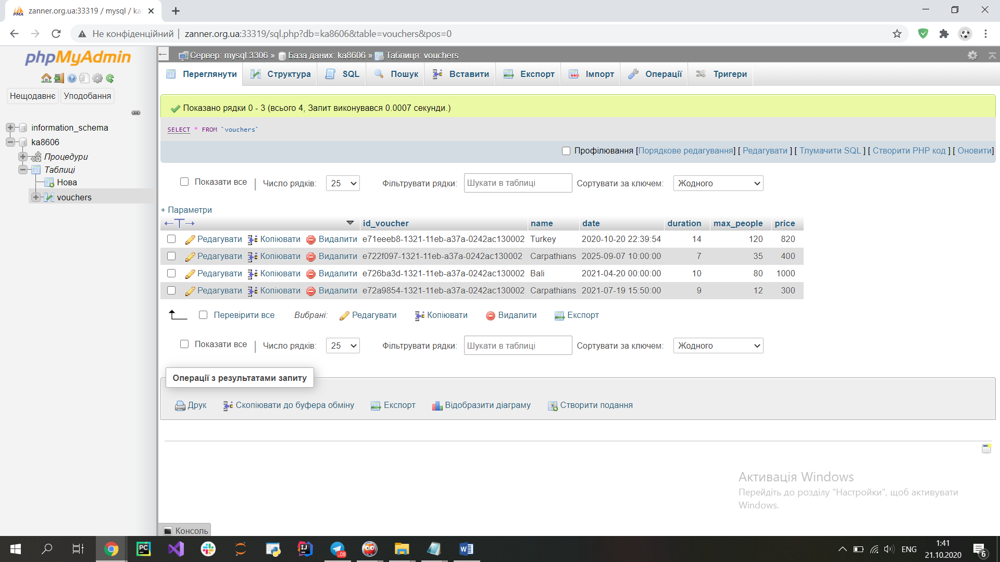 zanner.org.ua:33319 / mysql / ka
Не конфіденційний zanner.org.ua:33319/sql.php?db=ka8606&table=vouchers&pos=0
phpMyAdmin
Нещодавнє Уподобання
information_schema
ka8606
Процедури
Таблиці
Нова
vouchers
Сервер: mysql:3306 » База даних: ka8606 » Таблиця: vouchers
Переглянути Структура SQL Пошук Вставити Експорт Імпорт Операції Тригери
Показано рядки 0 - 3 (всього 4, Запит виконувався 0.0007 секунди.)
SELECT * FROM `vouchers`
Профілювання [Порядкове редагування] [ Редагувати ] [ Тлумачити SQL ] [ Створити PHP код ] [ Оновити]
Показати все | Число рядків: 25 Фільтрувати рядки: Шукати в таблиці Сортувати за ключем: Жодного
+ Параметри
←T→ id_voucher name date duration max_people price
Редагувати Копіювати Видалити e71eeeb8-1321-11eb-a37a-0242ac130002 Turkey 2020-10-20 22:39:54 14 120 820
Редагувати Копіювати Видалити e722f097-1321-11eb-a37a-0242ac130002 Carpathians 2025-09-07 10:00:00 7 35 400
Редагувати Копіювати Видалити e726ba3d-1321-11eb-a37a-0242ac130002 Bali 2021-04-20 00:00:00 10 80 1000
Редагувати Копіювати Видалити e72a9854-1321-11eb-a37a-0242ac130002 Carpathians 2021-07-19 15:50:00 9 12 300
Перевірити все Вибрані: Редагувати Копіювати Видалити Експорт
Показати все | Число рядків: 25 Фільтрувати рядки: Шукати в таблиці Сортувати за ключем: Жодного
Операції з результатами запиту
Друк Скопіювати до буфера обміну Експорт Відобразити діаграму Створити подання
Активація Windows
Перейдіть до розділу "Настройки", щоб активувати
Windows.
Консоль
ENG
1:41
21.10.2020
6